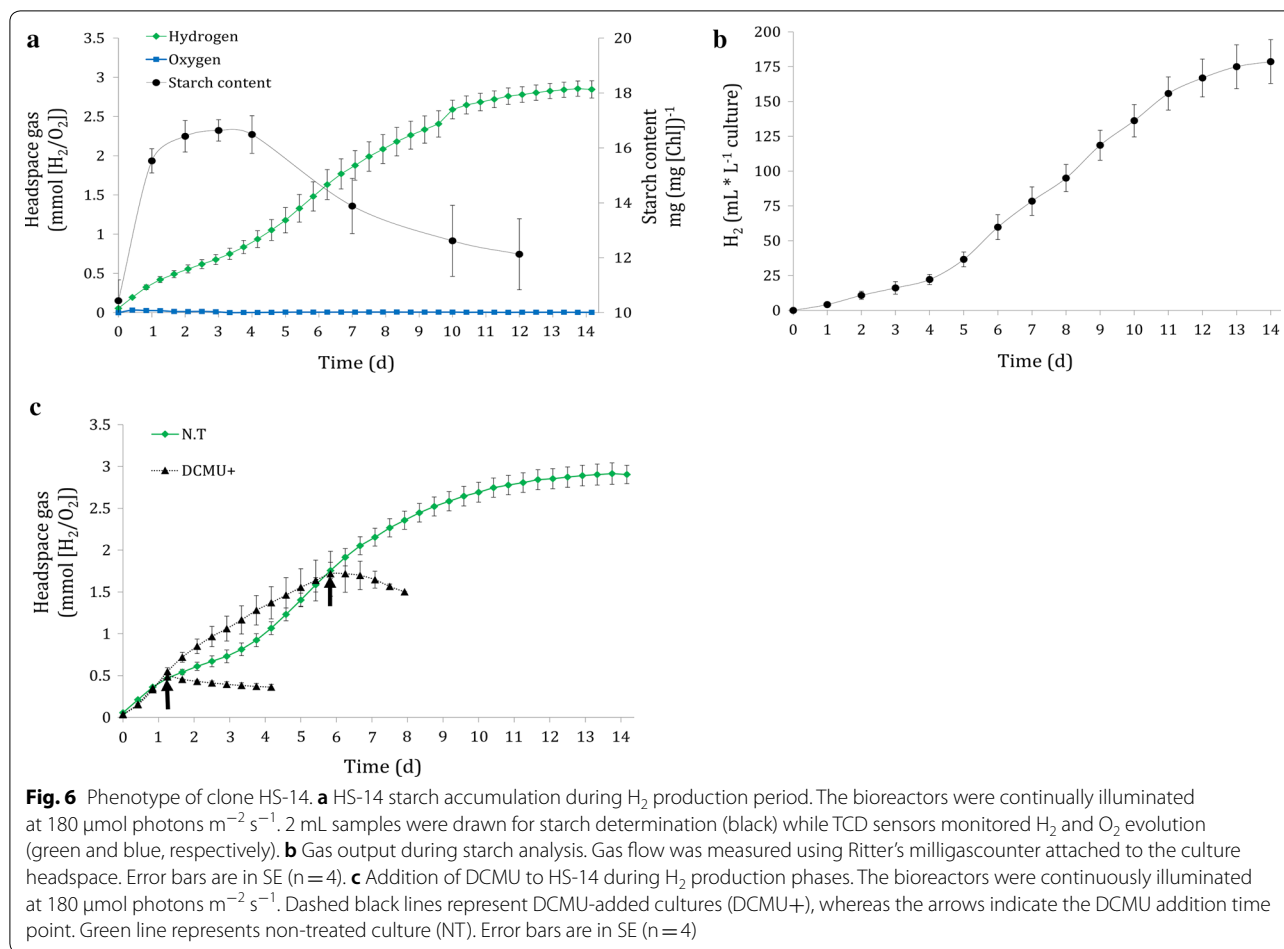 a
Hydrogen
Oxygen
Starch content
Headspace gas
(mmol [H₂/O₂])
3.5
3
2.5
2
1.5
1
0.5
0
20
18
16
14
12
10
Starch content
mg (mg [Chl])⁻¹
0 1 2 3 4 5 6 7 8 9 10 11 12 13 14
Time (d)
b
H₂ (mL * L⁻¹ culture)
200
175
150
125
100
75
50
25
0
0 1 2 3 4 5 6 7 8 9 10 11 12 13 14
Time (d)
c
N.T
DCMU+
Headspace gas
(mmol [H₂/O₂])
3.5
3
2.5
2
1.5
1
0.5
0
0 1 2 3 4 5 6 7 8 9 10 11 12 13 14
Time (d)
Fig. 6 Phenotype of clone HS-14. a HS-14 starch accumulation during H₂ production period. The bioreactors were continually illuminated
at 180 μmol photons m⁻² s⁻¹. 2 mL samples were drawn for starch determination (black) while TCD sensors monitored H₂ and O₂ evolution
(green and blue, respectively). b Gas output during starch analysis. Gas flow was measured using Ritter's milligascounter attached to the culture
headspace. Error bars are in SE (n = 4). c Addition of DCMU to HS-14 during H₂ production phases. The bioreactors were continuously illuminated
at 180 μmol photons m⁻² s⁻¹. Dashed black lines represent DCMU-added cultures (DCMU+), whereas the arrows indicate the DCMU addition time
point. Green line represents non-treated culture (NT). Error bars are in SE (n = 4)